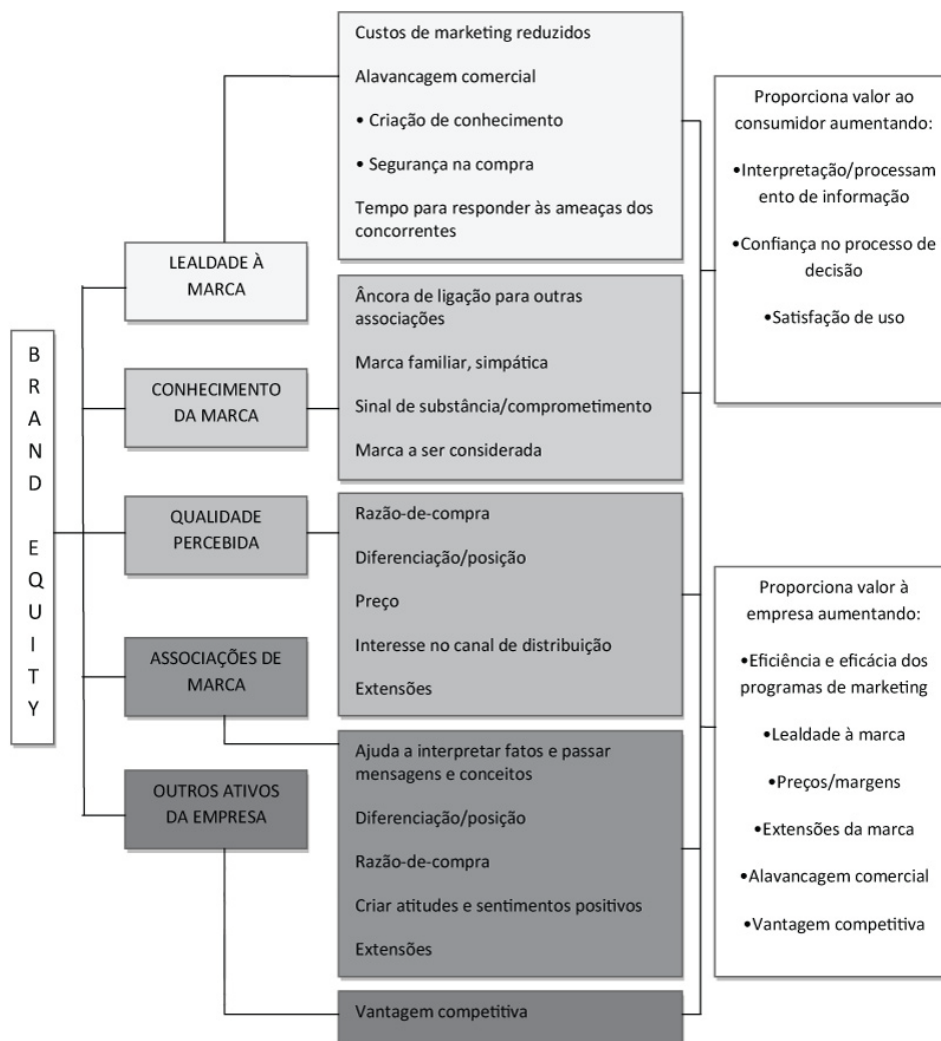 BRAND EQUITY
LEALDADE À
MARCA
CONHECIMENTO
DA MARCA
QUALIDADE
PERCEBIDA
ASSOCIAÇÕES DE
MARCA
OUTROS ATIVOS
DA EMPRESA
Custos de marketing reduzidos
Alavancagem comercial
• Criação de conhecimento
• Segurança na compra
Tempo para responder às ameaças dos
concorrentes
Âncora de ligação para outras
associações
Marca familiar, simpática
Sinal de substância/comprometimento
Marca a ser considerada
Razão-de-compra
Diferenciação/posição
Preço
Interesse no canal de distribuição
Extensões
Ajuda a interpretar fatos e passar
mensagens e conceitos
Diferenciação/posição
Razão-de-compra
Criar atitudes e sentimentos positivos
Extensões
Vantagem competitiva
Proporciona valor ao
consumidor aumentando:
•Interpretação/processam
ento de informação
•Confiança no processo de
decisão
•Satisfação de uso
Proporciona valor à
empresa aumentando:
•Eficiência e eficácia dos
programas de marketing
•Lealdade à marca
•Preços/margens
•Extensões da marca
•Alavancagem comercial
•Vantagem competitiva